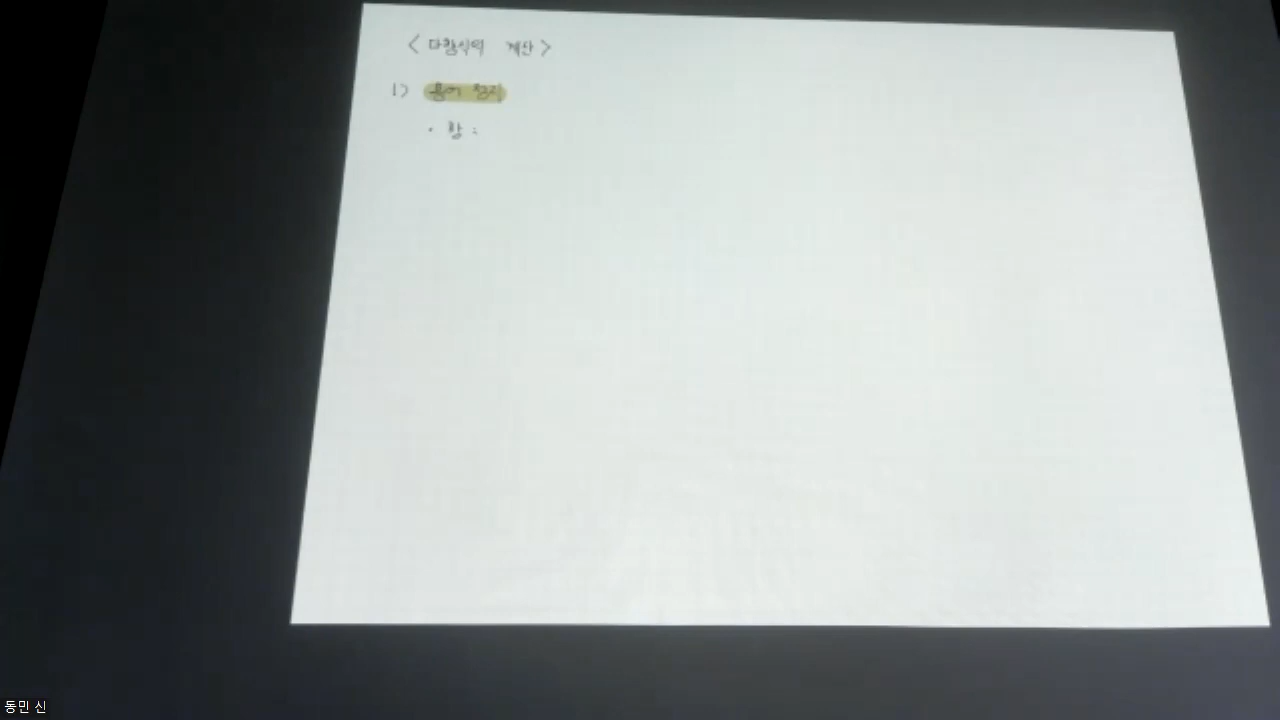 < 다항식의 계산 >
1) 용어 정리
· 항 :
동민 신